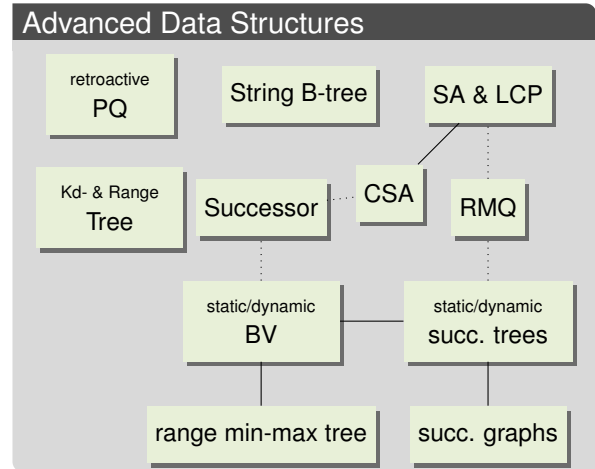 Advanced Data Structures
retroactive
PQ
String B-tree
SA & LCP
Kd- & Range
Tree
Successor
CSA
RMQ
static/dynamic
BV
static/dynamic
succ. trees
range min-max tree
succ. graphs